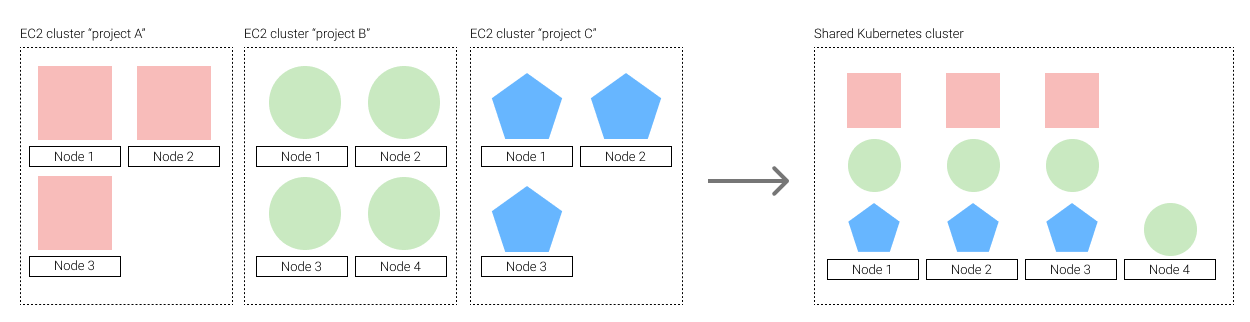 EC2 cluster “project A”
Node 1
Node 2
Node 3
EC2 cluster “project B”
Node 1
Node 2
Node 3
Node 4
EC2 cluster “project C”
Node 1
Node 2
Node 3
Shared Kubernetes cluster
Node 1
Node 2
Node 3
Node 4